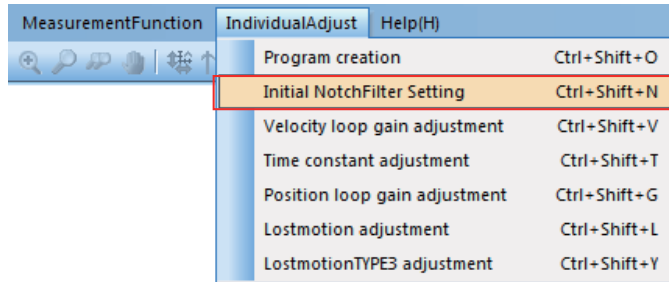 MeasurementFunction IndividualAdjust Help(H)
Program creation Ctrl+Shift+O
Initial NotchFilter Setting Ctrl+Shift+N
Velocity loop gain adjustment Ctrl+Shift+V
Time constant adjustment Ctrl+Shift+T
Position loop gain adjustment Ctrl+Shift+G
Lostmotion adjustment Ctrl+Shift+L
LostmotionTYPE3 adjustment Ctrl+Shift+Y